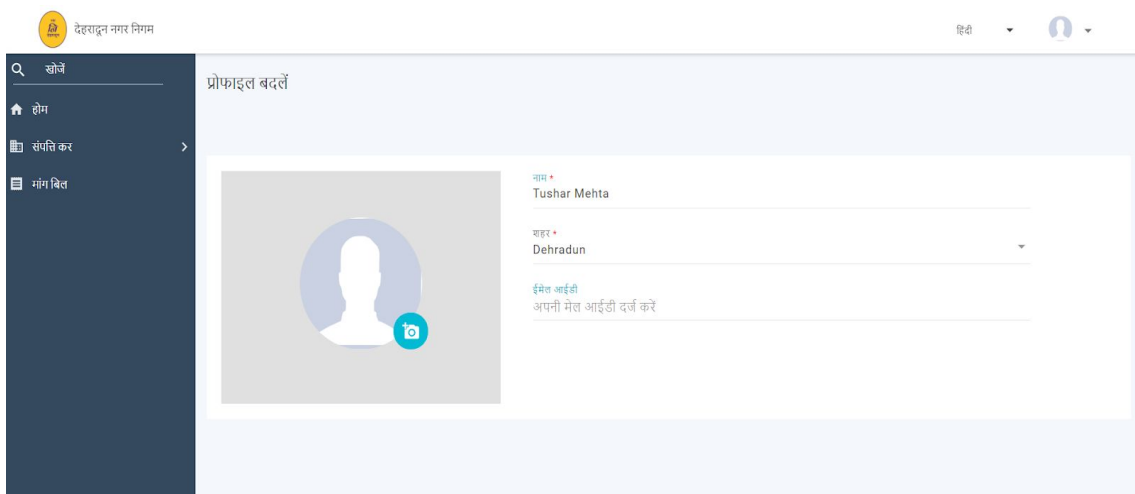 देहरादून नगर निगम
हिंदी
खोजें
होम
संपत्ति कर
मांग बिल
प्रोफाइल बदलें
नाम *
Tushar Mehta
शहर *
Dehradun
ईमेल आईडी
अपनी मेल आईडी दर्ज करें